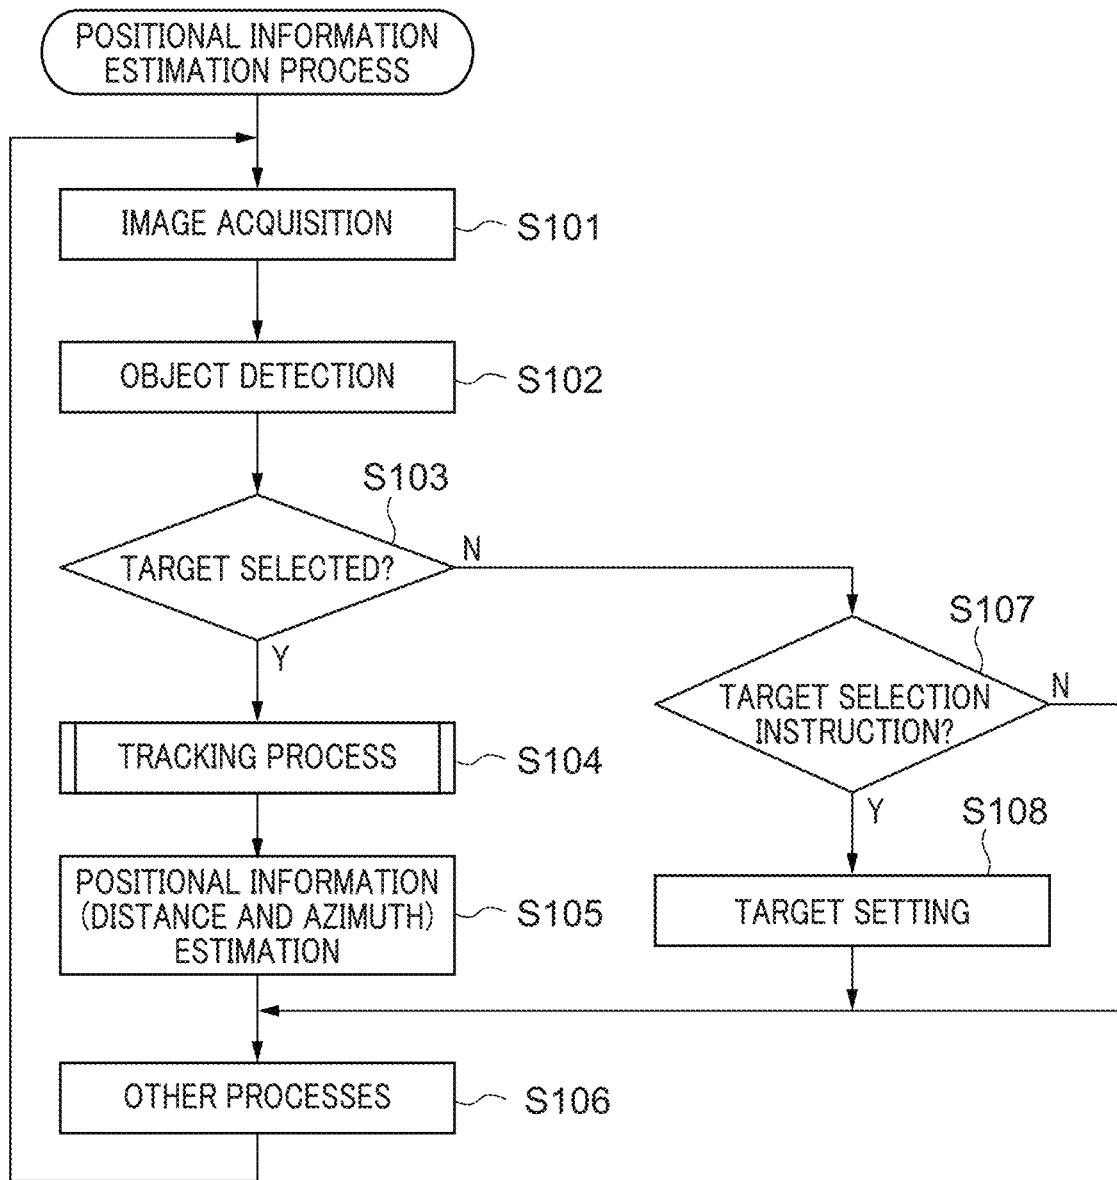 POSITIONAL INFORMATION
ESTIMATION PROCESS
IMAGE ACQUISITION
S101
OBJECT DETECTION
S102
S103
TARGET SELECTED?
N
Y
S107
TARGET SELECTION
INSTRUCTION?
N
Y
TRACKING PROCESS
S104
S108
TARGET SETTING
POSITIONAL INFORMATION
(DISTANCE AND AZIMUTH)
ESTIMATION
S105
OTHER PROCESSES
S106